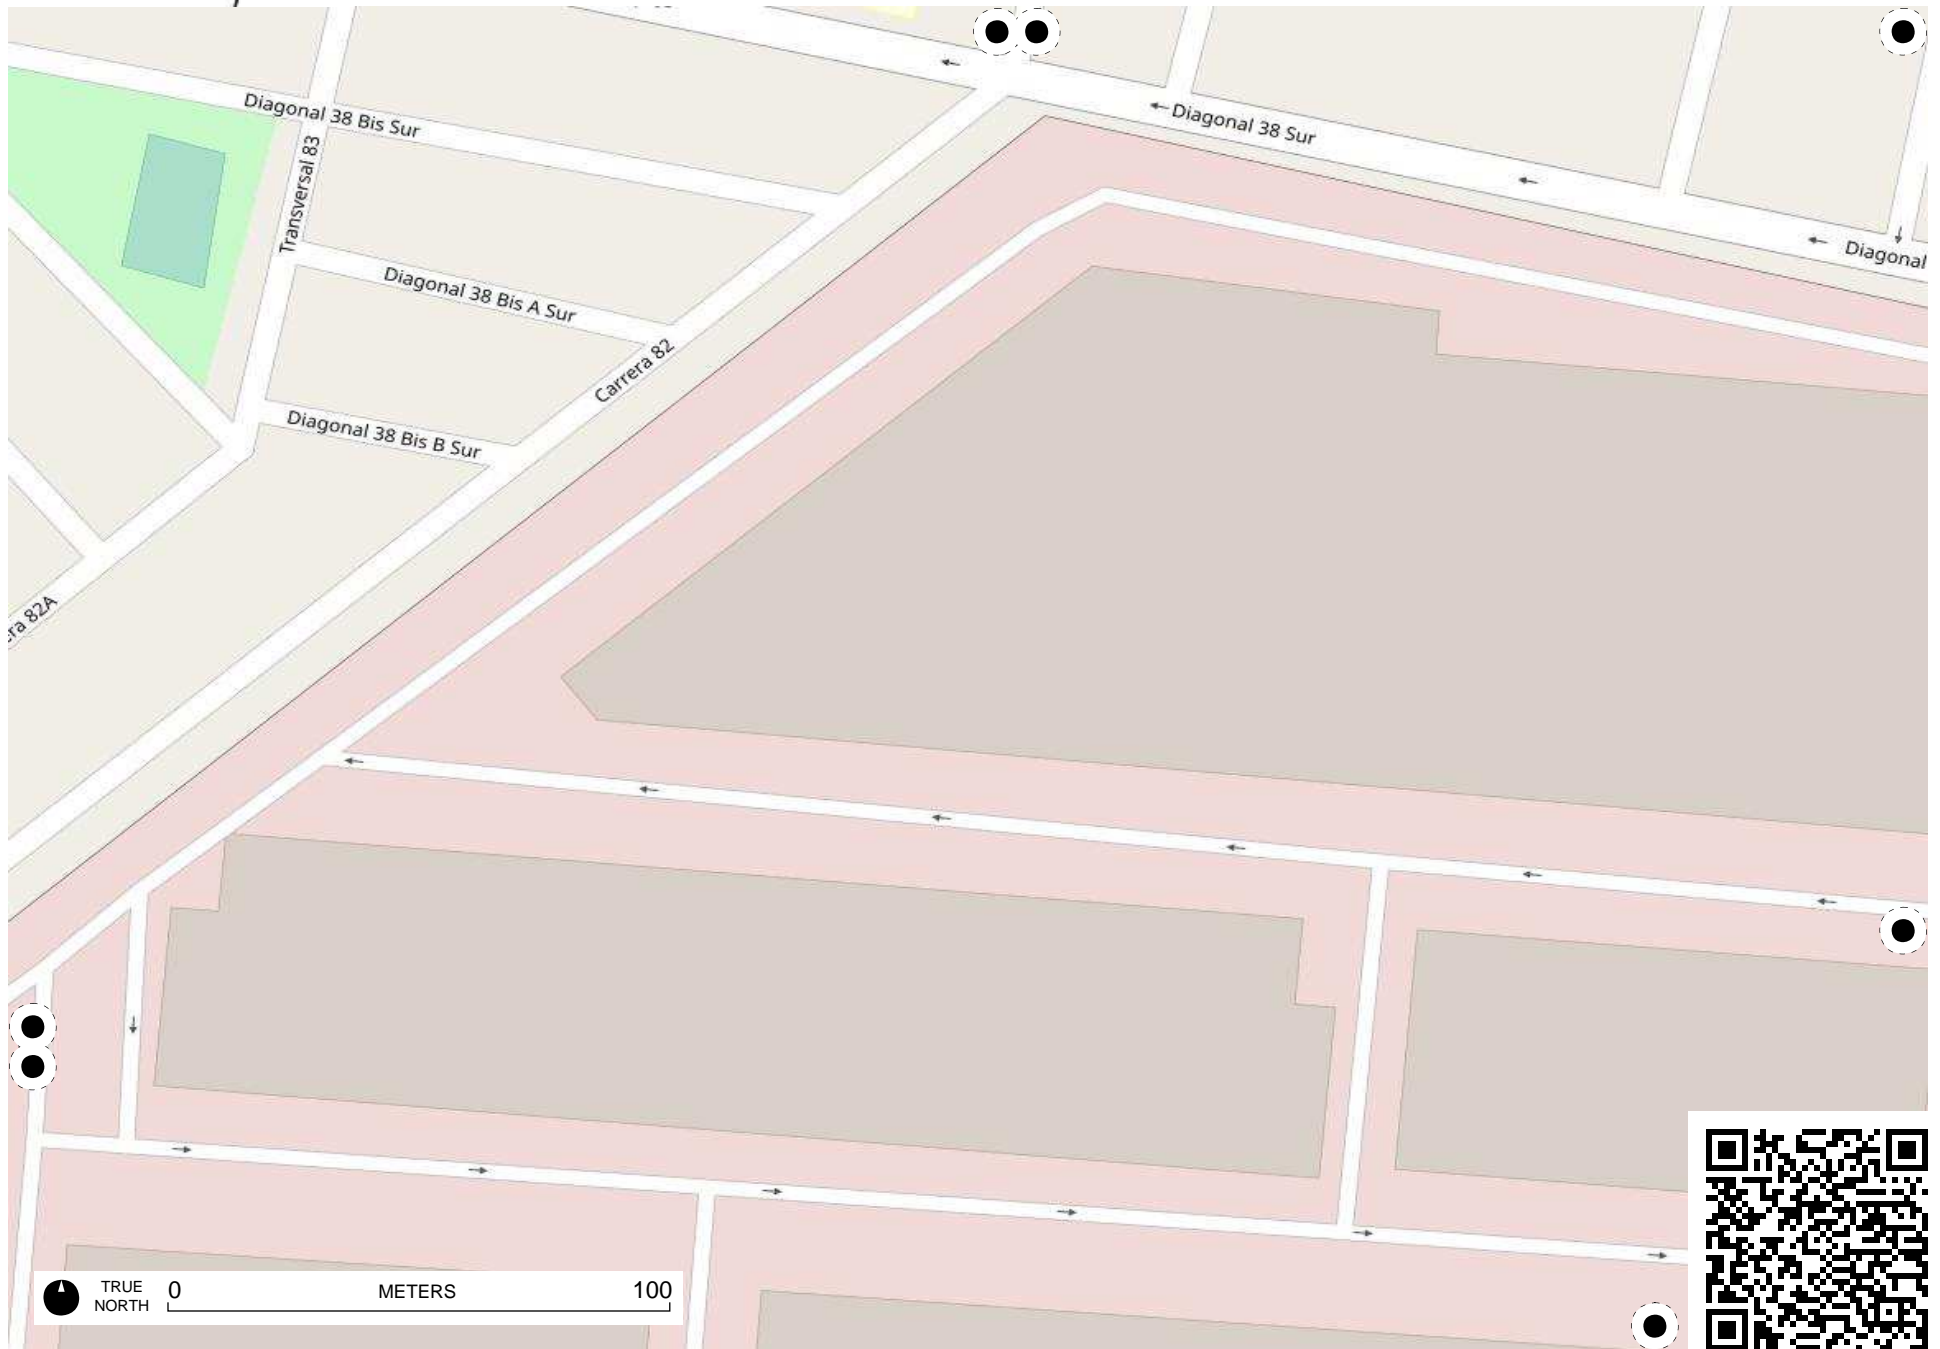 Diagonal 38 Sur
Diagonal 38 Bis Sur
Transversal 83
Diagonal
Diagonal 38 Bis A Sur
Carrera 82
Diagonal 38 Bis B Sur
era 82A
TRUE
NORTH
0 METERS 100